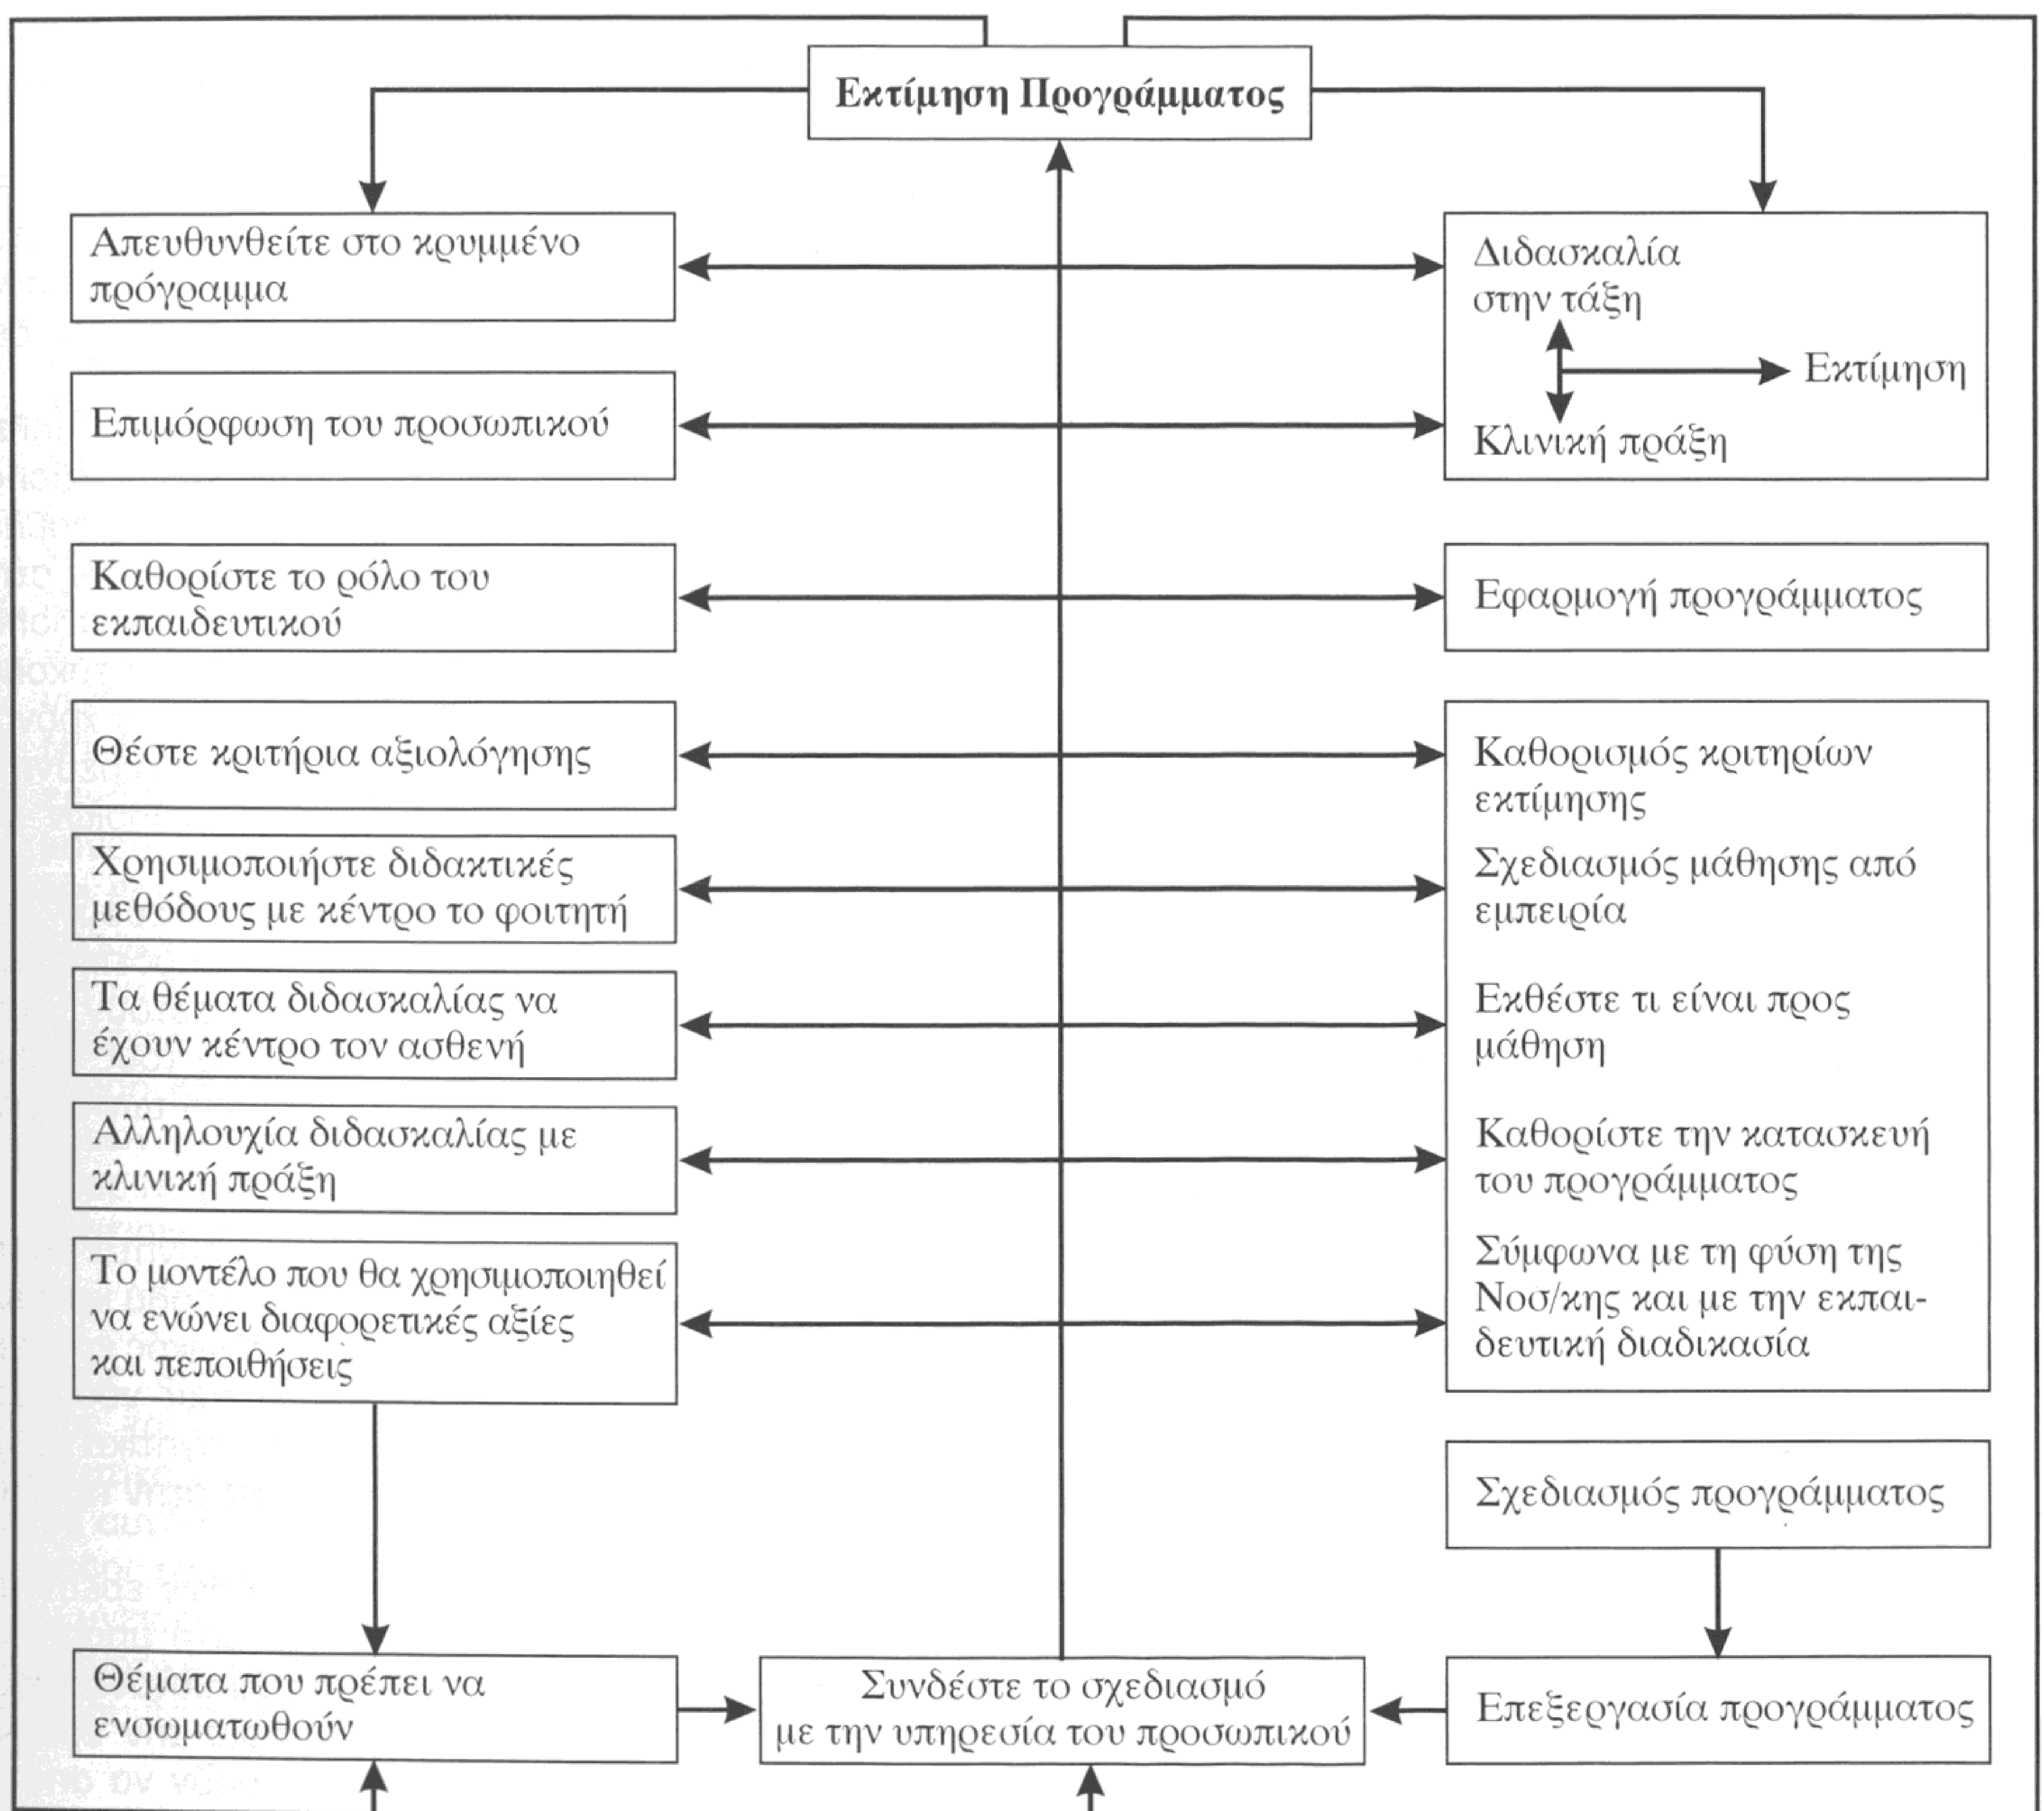 Εκτίμηση Προγράμματος
Απευθυνθείτε στο κρυμμένο
πρόγραμμα
Διδασκαλία
στην τάξη
Εκτίμηση
Κλινική πράξη
Επιμόρφωση του προσωπικού
Καθορίστε το ρόλο του
εκπαιδευτικού
Εφαρμογή προγράμματος
Θέστε κριτήρια αξιολόγησης
Καθορισμός κριτηρίων
εκτίμησης
Χρησιμοποιήστε διδακτικές
μεθόδους με κέντρο το φοιτητή
Σχεδιασμός μάθησης από
εμπειρία
Τα θέματα διδασκαλίας να
έχουν κέντρο τον ασθενή
Εκθέστε τι είναι προς
μάθηση
Αλληλουχία διδασκαλίας με
κλινική πράξη
Καθορίστε την κατασκευή
του προγράμματος
Το μοντέλο που θα χρησιμοποιηθεί
να ενώνει διαφορετικές αξίες
και πεποιθήσεις
Σύμφωνα με τη φύση της
Νοσ/κης και με την εκπαι-
δευτική διαδικασία
Σχεδιασμός προγράμματος
Θέματα που πρέπει να
ενσωματωθούν
Συνδέστε το σχεδιασμό
με την υπηρεσία του προσωπικού
Επεξεργασία προγράμματος